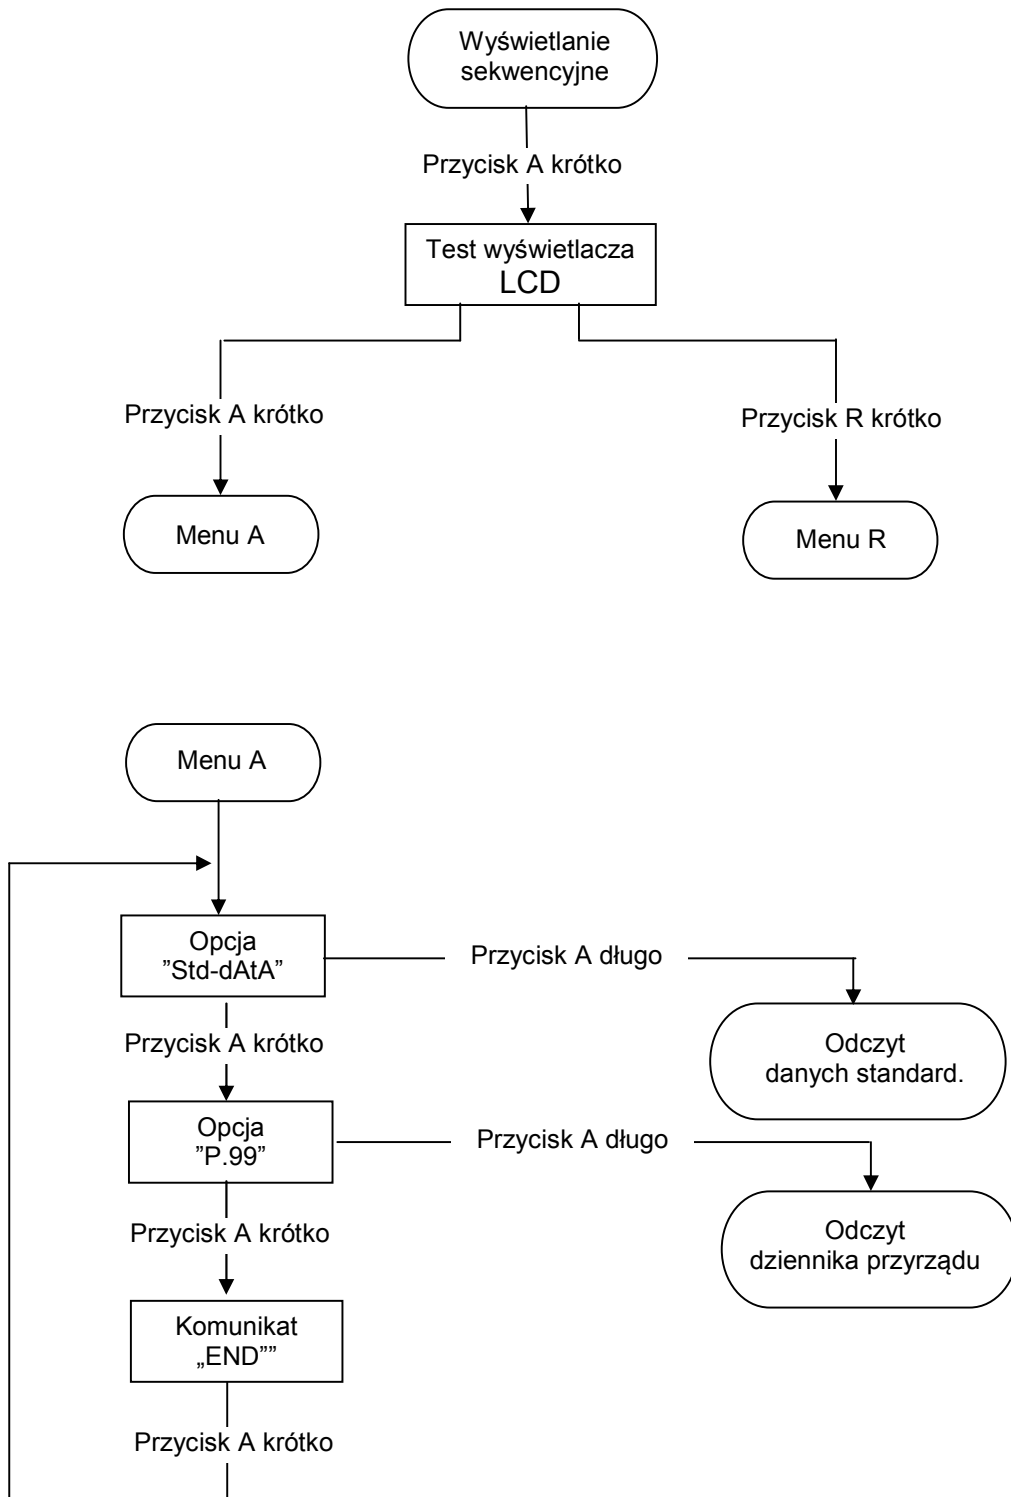 Wyświetlanie
sekwencyjne
Przycisk A krótko
Test wyświetlacza
LCD
Przycisk A krótko
Przycisk R krótko
Menu A
Menu R
Menu A
Opcja
”Std-dAtA”
Przycisk A długo
Odczyt
danych standard.
Przycisk A krótko
Opcja
”P.99”
Przycisk A długo
Odczyt
dziennika przyrządu
Przycisk A krótko
Komunikat
„END””
Przycisk A krótko